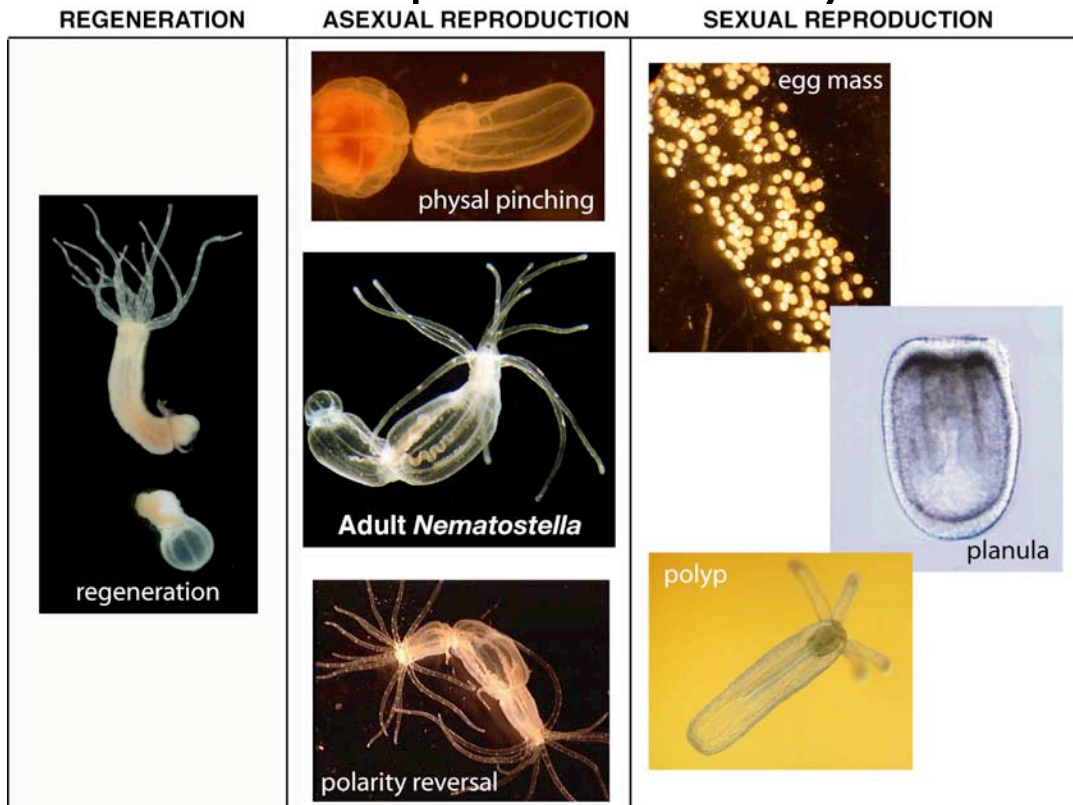 REGENERATION
ASEXUAL REPRODUCTION
SEXUAL REPRODUCTION
regeneration
physal pinching
Adult Nematostella
polarity reversal
egg mass
planula
polyp